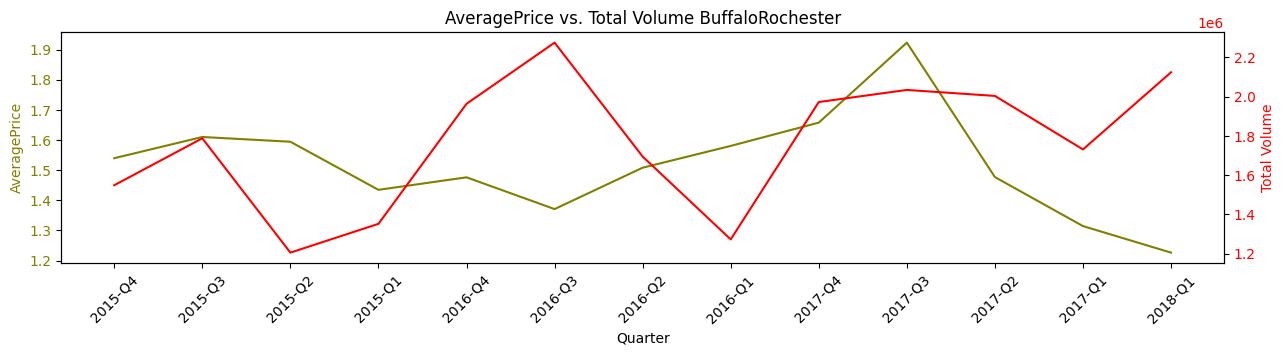 AveragePrice vs. Total Volume BuffaloRochester
1e6
AveragePrice
1.9
1.8
1.7
1.6
1.5
1.4
1.3
1.2
2.2
2.0
1.8
1.6
1.4
1.2
Total Volume
2015-Q4
2015-Q3
2015-Q2
2015-Q1
2016-Q4
2016-Q3
2016-Q2
2016-Q1
2017-Q4
2017-Q3
2017-Q2
2017-Q1
2018-Q1
Quarter